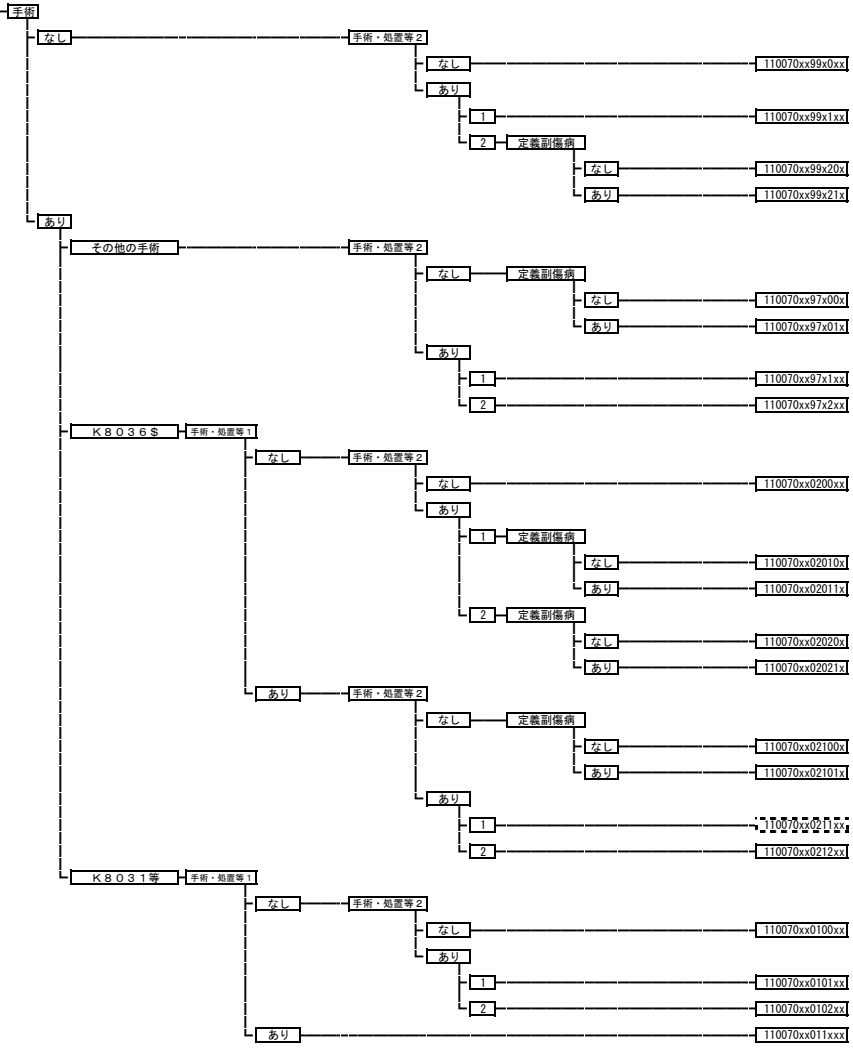 手術
なし 手術・処置等２
なし 110070xx99x0xx
あり
1 110070xx99x1xx
2 定義副傷病
なし 110070xx99x20x
あり 110070xx99x21x
あり
その他の手術 手術・処置等２
なし 定義副傷病
なし 110070xx97x00x
あり 110070xx97x01x
あり
1 110070xx97x1xx
2 110070xx97x2xx
Ｋ８０３６＄ 手術・処置等１
なし 手術・処置等２
なし 110070xx0200xx
あり
1 定義副傷病
なし 110070xx02010x
あり 110070xx02011x
2 定義副傷病
なし 110070xx02020x
あり 110070xx02021x
あり 手術・処置等２
なし 定義副傷病
なし 110070xx02100x
あり 110070xx02101x
あり
1 110070xx0211xx
2 110070xx0212xx
Ｋ８０３１等 手術・処置等１
なし 手術・処置等２
なし 110070xx0100xx
あり
1 110070xx0101xx
2 110070xx0102xx
あり 110070xx011xxx